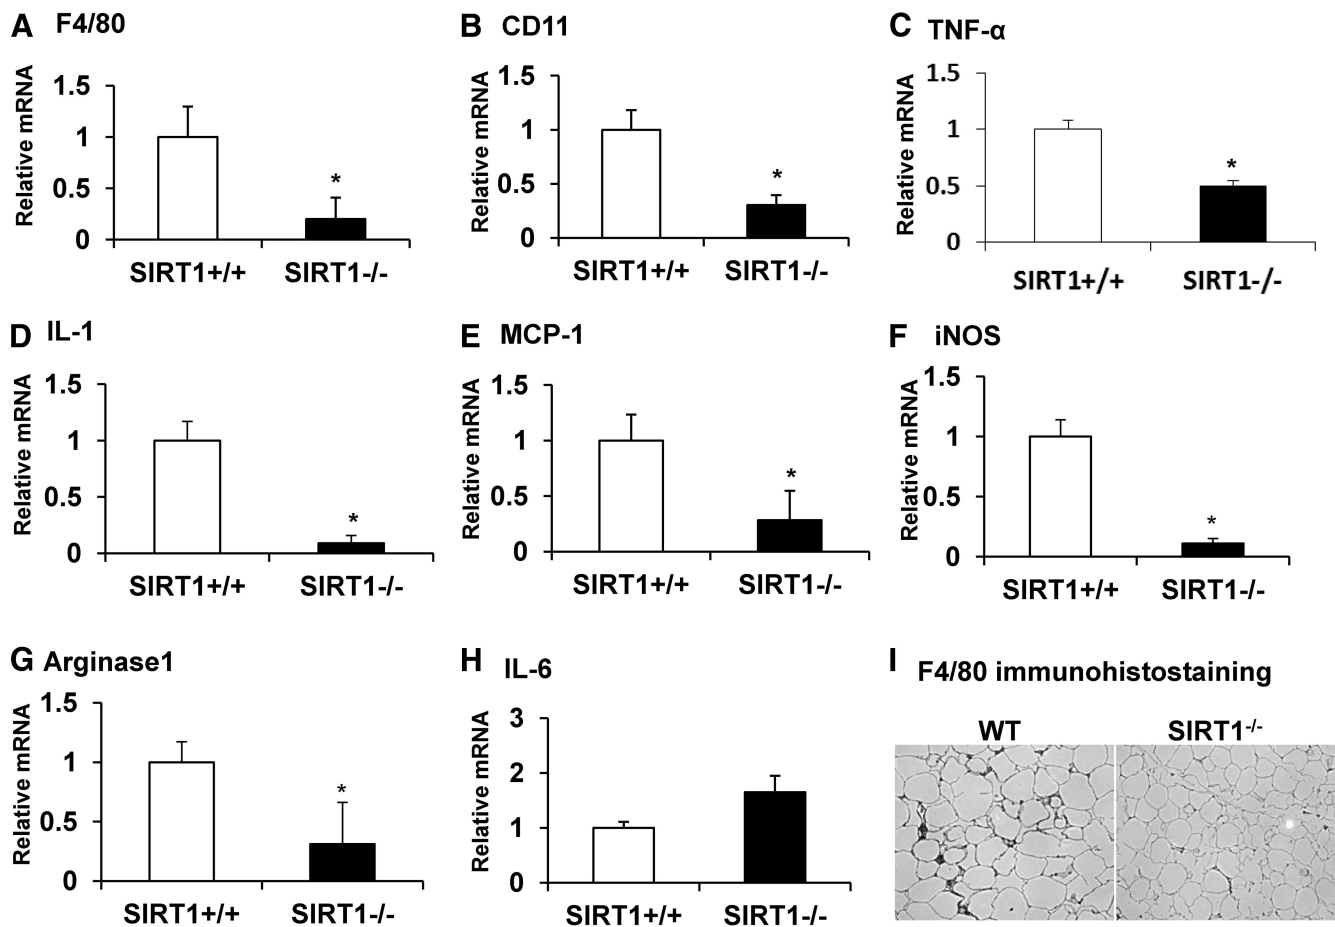 A F4/80
Relative mRNA
1.5
1
0.5
0
SIRT1+/+ SIRT1-/-
*
B CD11
Relative mRNA
1.5
1
0.5
0
SIRT1+/+ SIRT1-/-
*
C TNF-α
Relative mRNA
1.5
1
0.5
0
SIRT1+/+ SIRT1-/-
*
D IL-1
Relative mRNA
1.5
1
0.5
0
SIRT1+/+ SIRT1-/-
*
E MCP-1
Relative mRNA
1.5
1
0.5
0
SIRT1+/+ SIRT1-/-
*
F iNOS
Relative mRNA
1.5
1
0.5
0
SIRT1+/+ SIRT1-/-
*
G Arginase1
Relative mRNA
1.5
1
0.5
0
SIRT1+/+ SIRT1-/-
*
H IL-6
Relative mRNA
3
2
1
0
SIRT1+/+ SIRT1-/-
I F4/80 immunohistostaining
WT SIRT1-/-